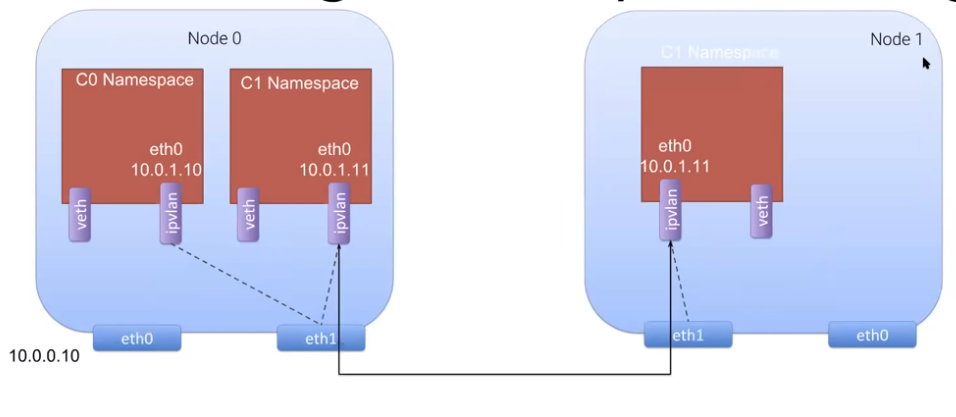 Node 0
C0 Namespace
C1 Namespace
eth0
10.0.1.10
eth0
10.0.1.11
veth
ipvlan
veth
ipvlan
eth0
eth1
10.0.0.10
Node 1
C1 Namespace
eth0
10.0.1.11
ipvlan
veth
eth1
eth0